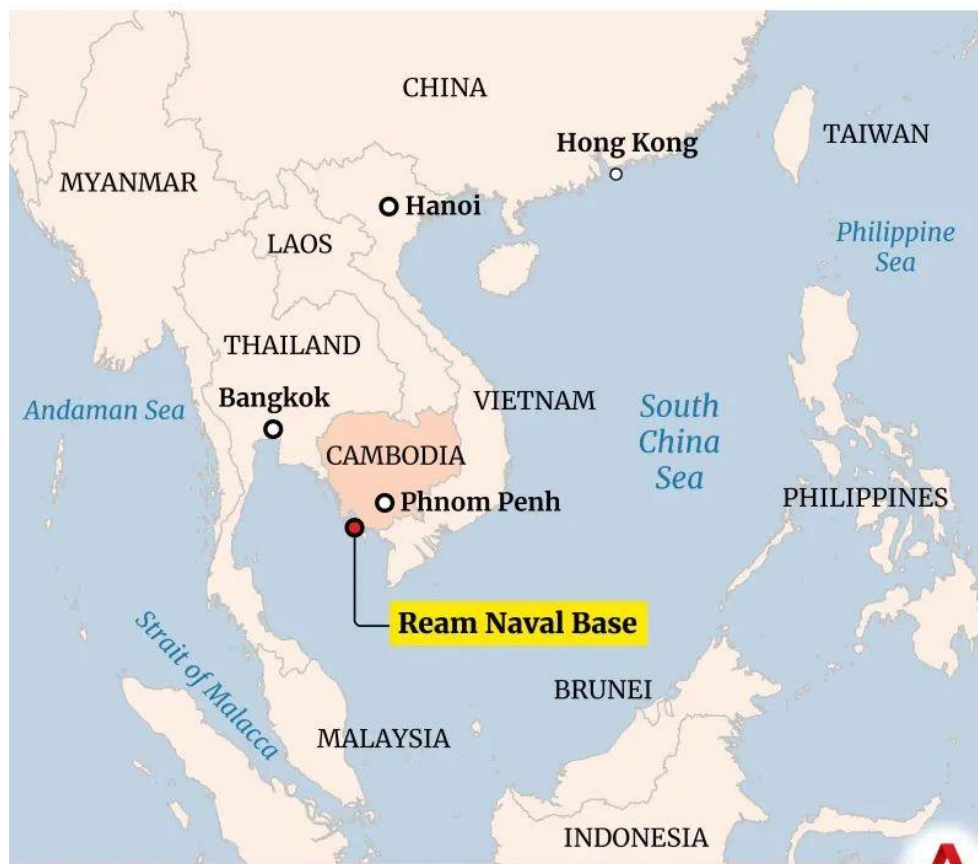 CHINA
Hong Kong
TAIWAN
MYANMAR
Hanoi
Philippine
Sea
LAOS
THAILAND
Bangkok
Andaman Sea
VIETNAM
South
China
Sea
CAMBODIA
Phnom Penh
PHILIPPINES
Ream Naval Base
Strait of Malacca
BRUNEI
MALAYSIA
INDONESIA